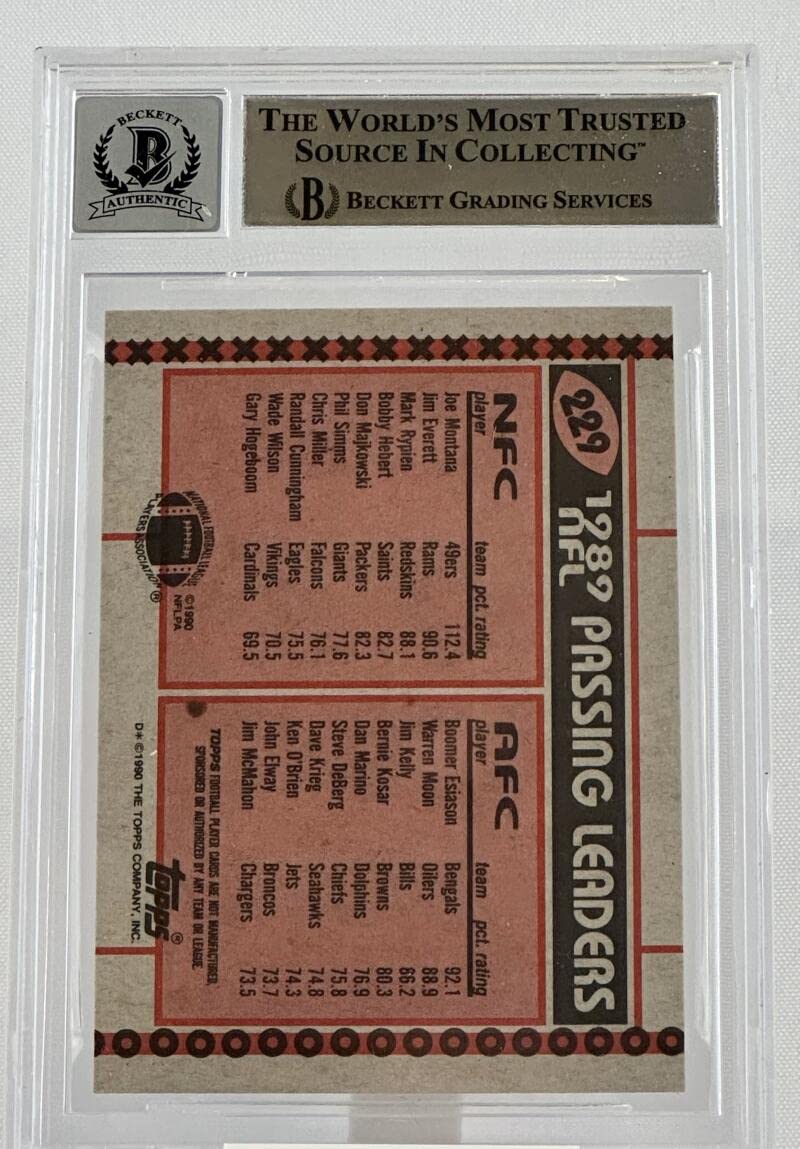 BECKETT
B
AUTHENTIC
THE WORLD'S MOST TRUSTED
SOURCE IN COLLECTING™
B BECKETT GRADING SERVICES
229
1989 PASSING LEADERS
NFL
NFC
player team pct. rating
Joe Montana 49ers 112.4
Jim Everett Rams 90.6
Mark Rypien Redskins 88.1
Bobby Hebert Saints 82.7
Don Majkowski Packers 82.3
Phil Simms Giants 77.6
Chris Miller Falcons 76.1
Randall Cunningham Eagles 75.5
Wade Wilson Vikings 70.5
Gary Hogeboom Cardinals 69.5
NATIONAL FOOTBALL LEAGUE
PLAYERS ASSOCIATION ®
©1990
NFLPA
AFC
player team pct. rating
Boomer Esiason Bengals 92.1
Warren Moon Oilers 88.9
Jim Kelly Bills 86.2
Bernie Kosar Browns 80.3
Dan Marino Dolphins 76.9
Steve DeBerg Chiefs 75.8
Dave Krieg Seahawks 74.8
Ken O'Brien Jets 74.3
John Elway Broncos 73.7
Jim McMahon Chargers 73.5
TOPPS FOOTBALL PLAYER CARDS ARE NOT MANUFACTURED,
SPONSORED OR AUTHORIZED BY ANY TEAM OR LEAGUE.
topps®
D* ©1990 THE TOPPS COMPANY, INC.